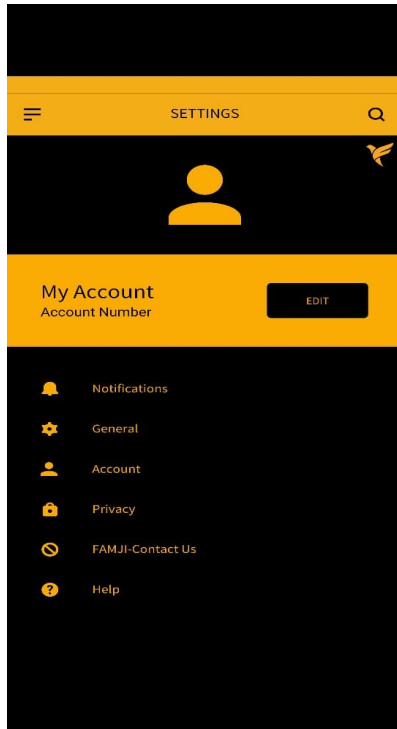 SETTINGS
My Account
Account Number
EDIT
Notifications
General
Account
Privacy
FAMJI-Contact Us
Help